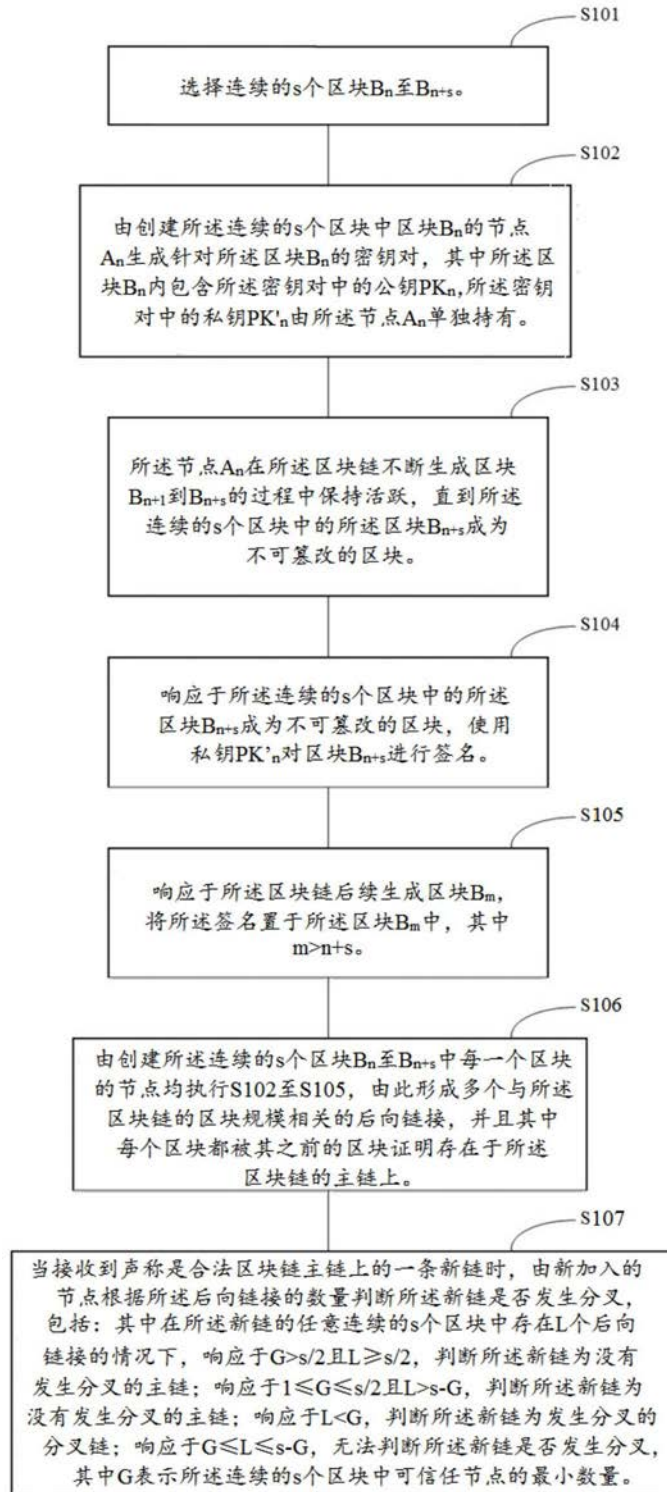 S101
选择连续的s个区块Bn至Bn+s。
S102
由创建所述连续的s个区块中区块Bn的节点
An生成针对所述区块Bn的密钥对，其中所述区
块Bn内包含所述密钥对中的公钥PKn,所述密钥
对中的私钥PK'n由所述节点An单独持有。
S103
所述节点An在所述区块链不断生成区块
Bn+1到Bn+s的过程中保持活跃，直到所述
连续的s个区块中的所述区块Bn+s成为
不可篡改的区块。
S104
响应于所述连续的s个区块中的所述
区块Bn+s成为不可篡改的区块，使用
私钥PK’n对区块Bn+s进行签名。
S105
响应于所述区块链后续生成区块Bm，
将所述签名置于所述区块Bm中，其中
m>n+s。
S106
由创建所述连续的s个区块Bn至Bn+s中每一个区块
的节点均执行S102至S105，由此形成多个与所述
区块链的区块规模相关的后向链接，并且其中
每个区块都被其之前的区块证明存在于所述
区块链的主链上。
S107
当接收到声称是合法区块链主链上的一条新链时，由新加入的
节点根据所述后向链接的数量判断所述新链是否发生分叉，
包括：其中在所述新链的任意连续的s个区块中存在L个后向
链接的情况下，响应于G>s/2且L≥s/2，判断所述新链为没有
发生分叉的主链；响应于1≤G≤s/2且L>s-G，判断所述新链为
没有发生分叉的主链；响应于L<G，判断所述新链为发生分叉的
分叉链；响应于G≤L≤s-G，无法判断所述新链是否发生分叉，
其中G表示所述连续的s个区块中可信任节点的最小数量。